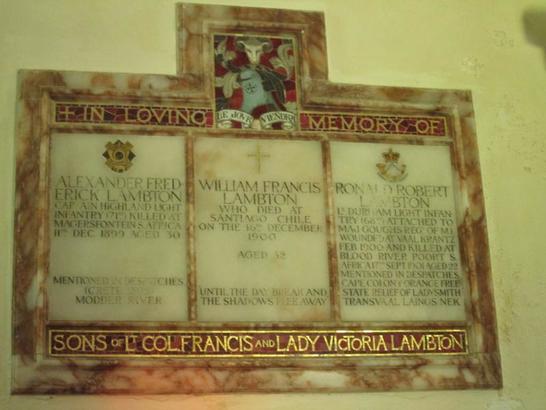 LE JOUR VIENDRA
+ IN LOVING MEMORY OF
ALEXANDER FRED
ERICK LAMBTON
CAPTAIN HIGHLAND LIGHT
INFANTRY (71ST) KILLED AT
MAGERSFONTEIN S. AFRICA
11TH DEC 1899 AGED 30
MENTIONED IN DESPATCHES
MODDER RIVER
WILLIAM FRANCIS
LAMBTON
WHO DIED AT
SANTIAGO CHILE
ON THE 16TH DECEMBER
1900
AGED 32
UNTIL THE DAY BREAK AND
THE SHADOWS FLEE AWAY
RONALD ROBERT
LAMBTON
LT DURHAM LIGHT INFAN
TRY (68TH) ATTACHED TO
MAJ GOUGHS REGT OF M.I
WOUNDED AT VAAL KRANTZ
FEB 1900 AND KILLED AT
BLOOD RIVER POORT S.
AFRICA 17TH SEPT 1901 AGED 22
MENTIONED IN DESPATCHES
CAPE COLONY ORANGE FREE
STATE RELIEF OF LADYSMITH
TRANSVAAL LAINGS NEK
SONS OF LT COL. FRANCIS AND LADY VICTORIA LAMBTON